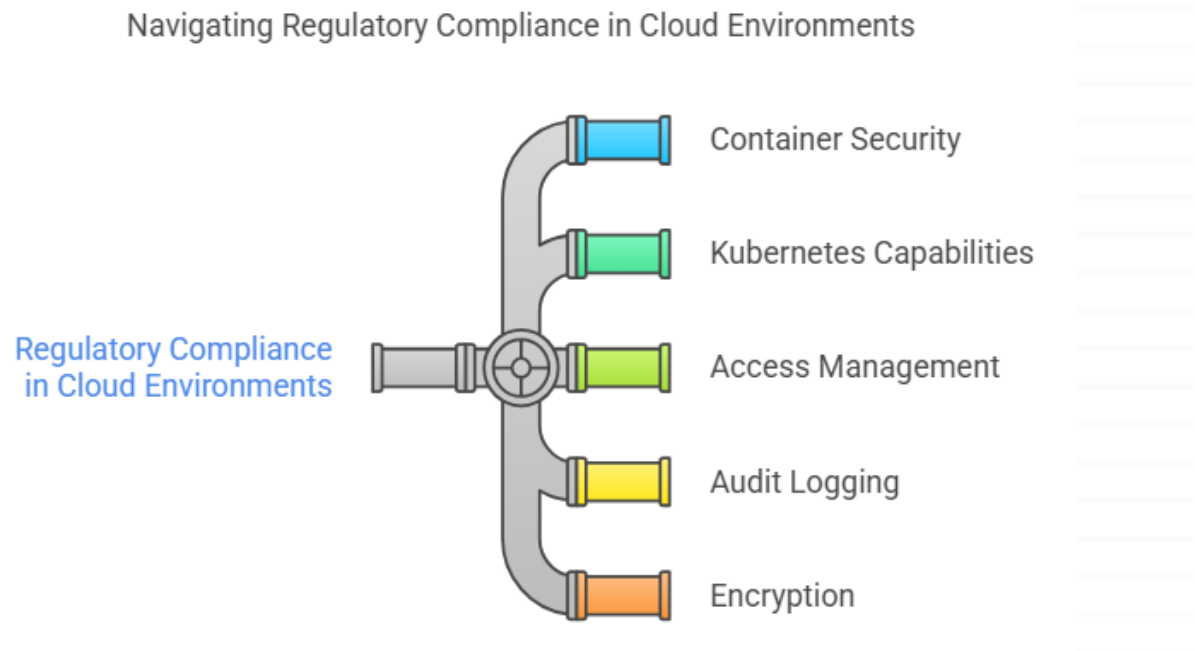 Navigating Regulatory Compliance in Cloud Environments
Container Security
Kubernetes Capabilities
Regulatory Compliance
in Cloud Environments
Access Management
Audit Logging
Encryption